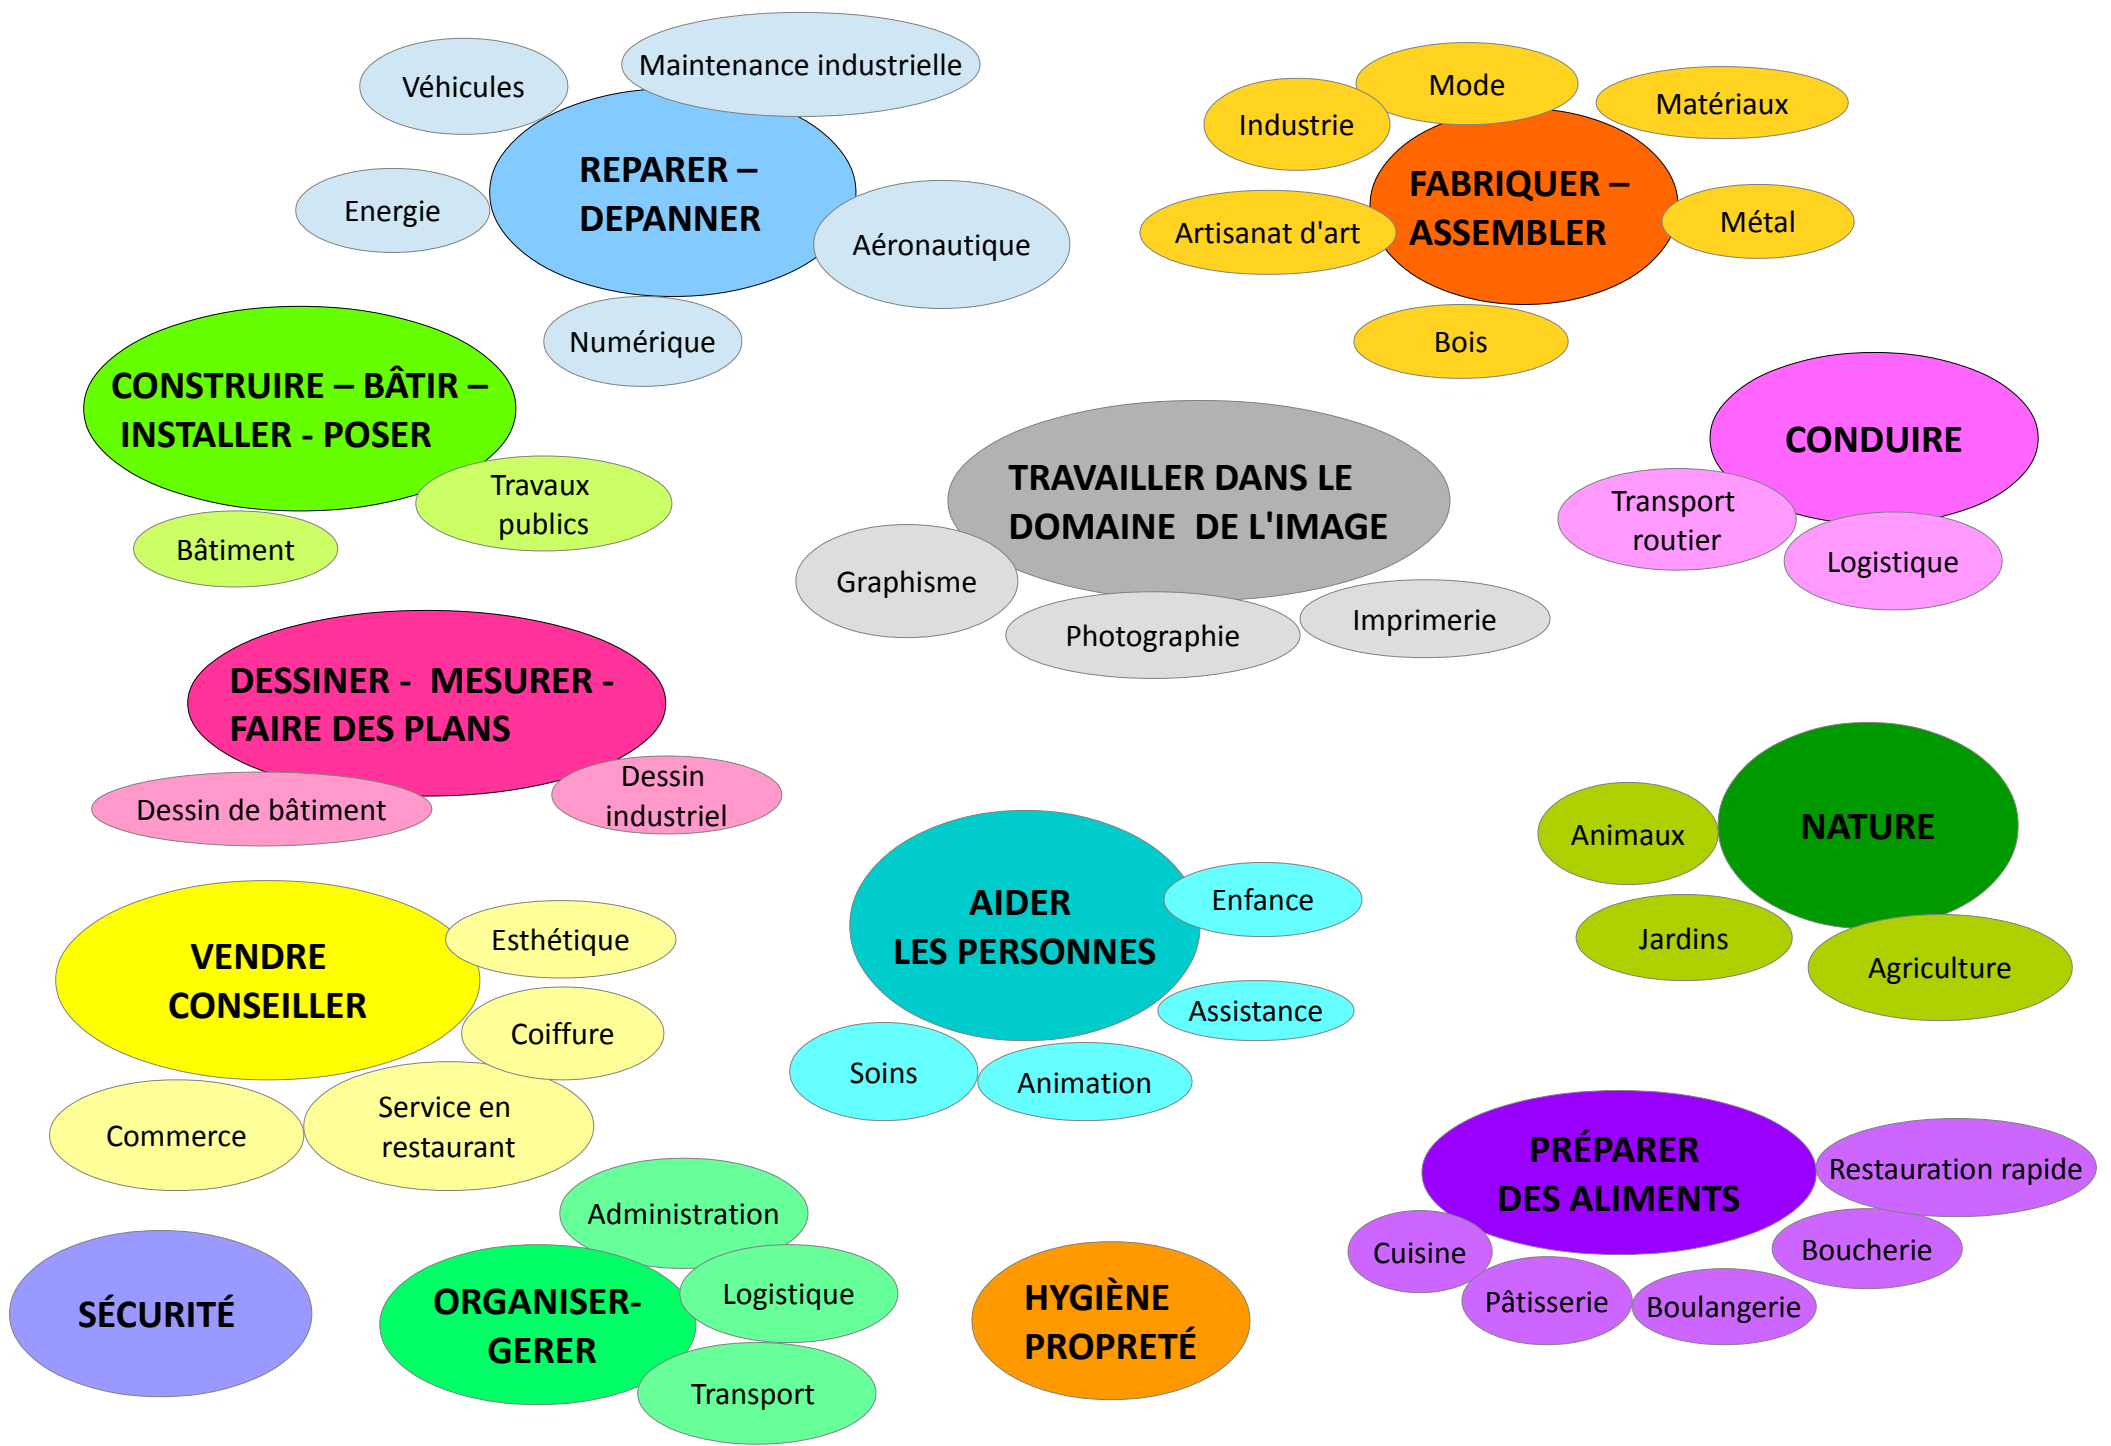 Véhicules
Maintenance industrielle
REPARER –
DEPANNER
Energie
Aéronautique
Numérique
Mode
Matériaux
Industrie
FABRIQUER –
ASSEMBLER
Artisanat d'art
Métal
Bois
CONSTRUIRE – BÂTIR –
INSTALLER - POSER
Travaux
publics
Bâtiment
TRAVAILLER DANS LE
DOMAINE  DE L'IMAGE
Graphisme
Photographie
Imprimerie
CONDUIRE
Transport
routier
Logistique
DESSINER -  MESURER -
FAIRE DES PLANS
Dessin de bâtiment
Dessin
industriel
NATURE
Animaux
Jardins
Agriculture
AIDER
LES PERSONNES
Enfance
Assistance
Soins
Animation
VENDRE
CONSEILLER
Esthétique
Coiffure
Commerce
Service en
restaurant
PRÉPARER
DES ALIMENTS
Restauration rapide
Cuisine
Boucherie
Pâtisserie
Boulangerie
SÉCURITÉ
Administration
ORGANISER-
GERER
Logistique
Transport
HYGIÈNE
PROPRETÉ